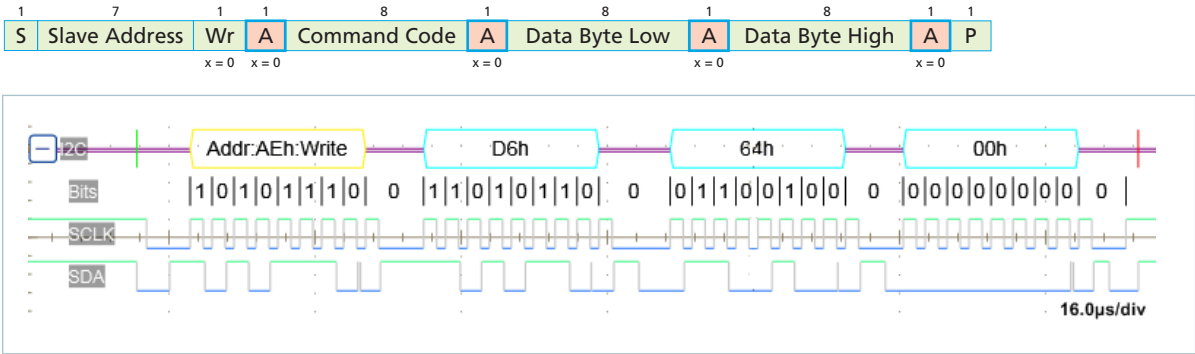 1 7 1 1 8 1 8 1 8 1 1
S Slave Address Wr A Command Code A Data Byte Low A Data Byte High A P
x = 0 x = 0 x = 0 x = 0 x = 0
I2C Addr:AEh:Write D6h 64h 00h
Bits 1 0 1 0 1 1 1 0 0 1 1 0 1 0 1 1 0 0 0 1 1 0 0 1 0 0 0 0 0 0 0 0 0 0 0 0 0
SCLK
SDA
16.0µs/div